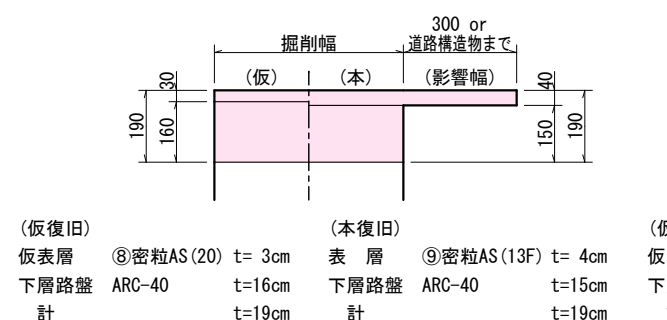 300 or
掘削幅 道路構造物まで
(仮) (本) (影響幅)
30
40
190
160
150
190
(仮復旧) (本復旧) (仮
仮表層 ⑧密粒AS(20) t= 3cm 表 層 ⑨密粒AS(13F) t= 4cm 仮
下層路盤 ARC-40 t=16cm 下層路盤 ARC-40 t=15cm 下
計 t=19cm 計 t=19cm